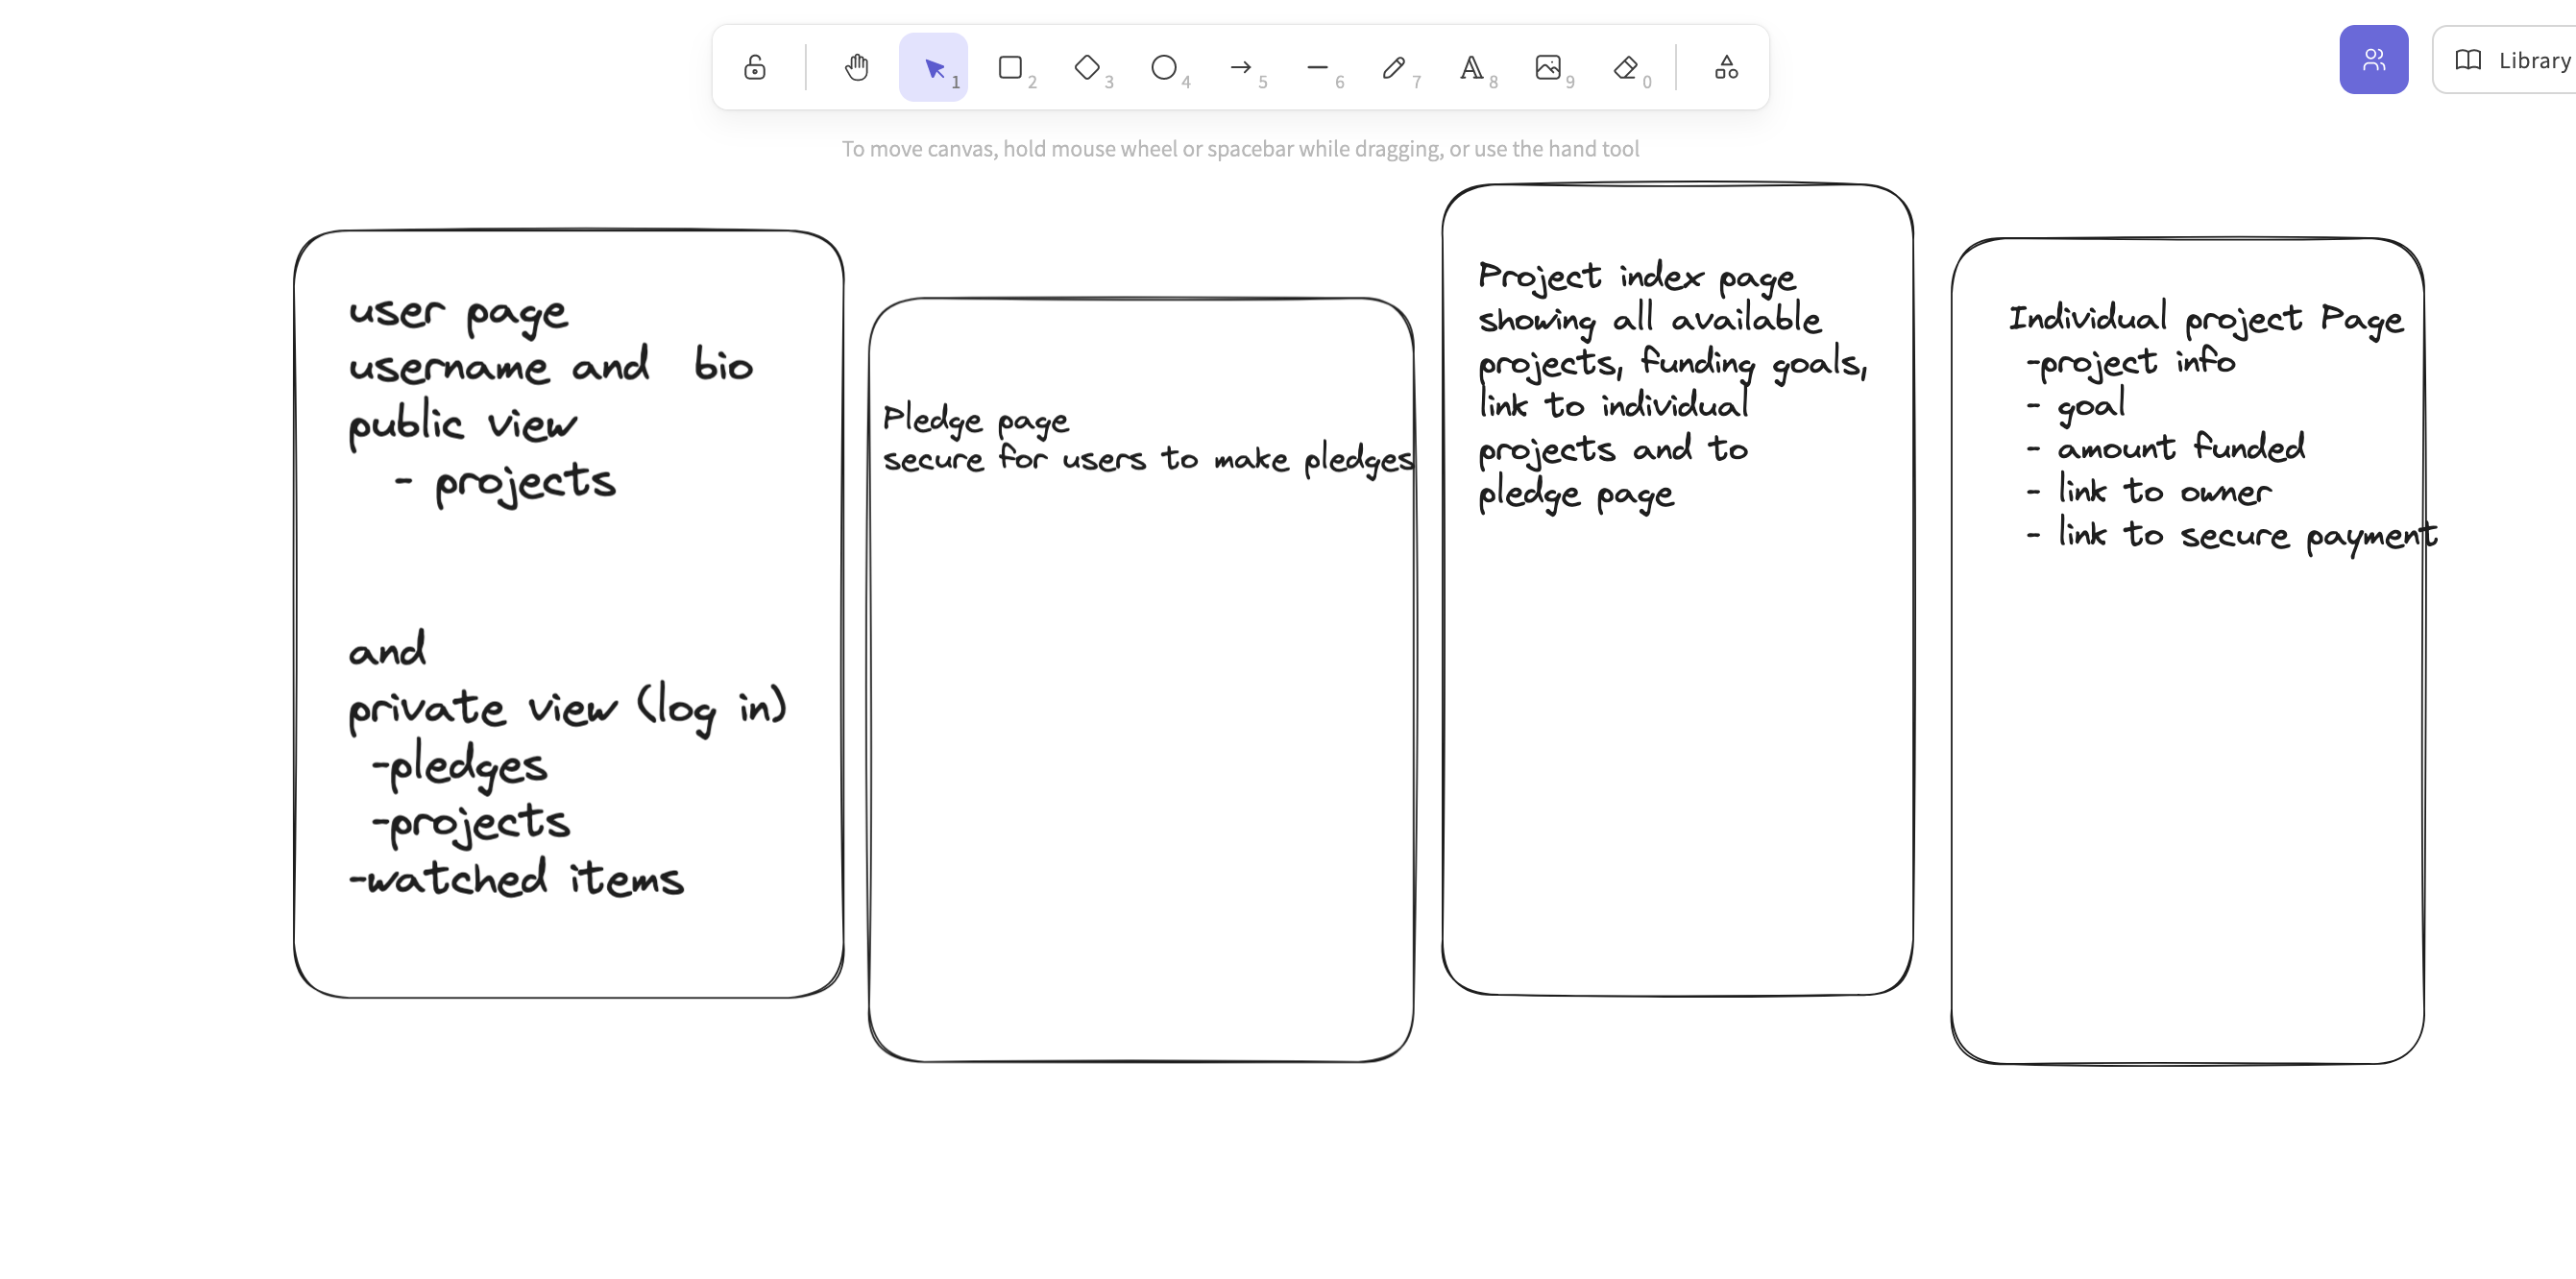 1
2
3
4
5
6
7
8
9
0
Library
To move canvas, hold mouse wheel or spacebar while dragging, or use the hand tool
user page
username and bio
public view
- projects
and
private view (log in)
-pledges
-projects
-watched items
Pledge page
secure for users to make pledges
Project index page
showing all available
projects, funding goals,
link to individual
projects and to
pledge page
Individual project Page
-project info
- goal
- amount funded
- link to owner
- link to secure payment